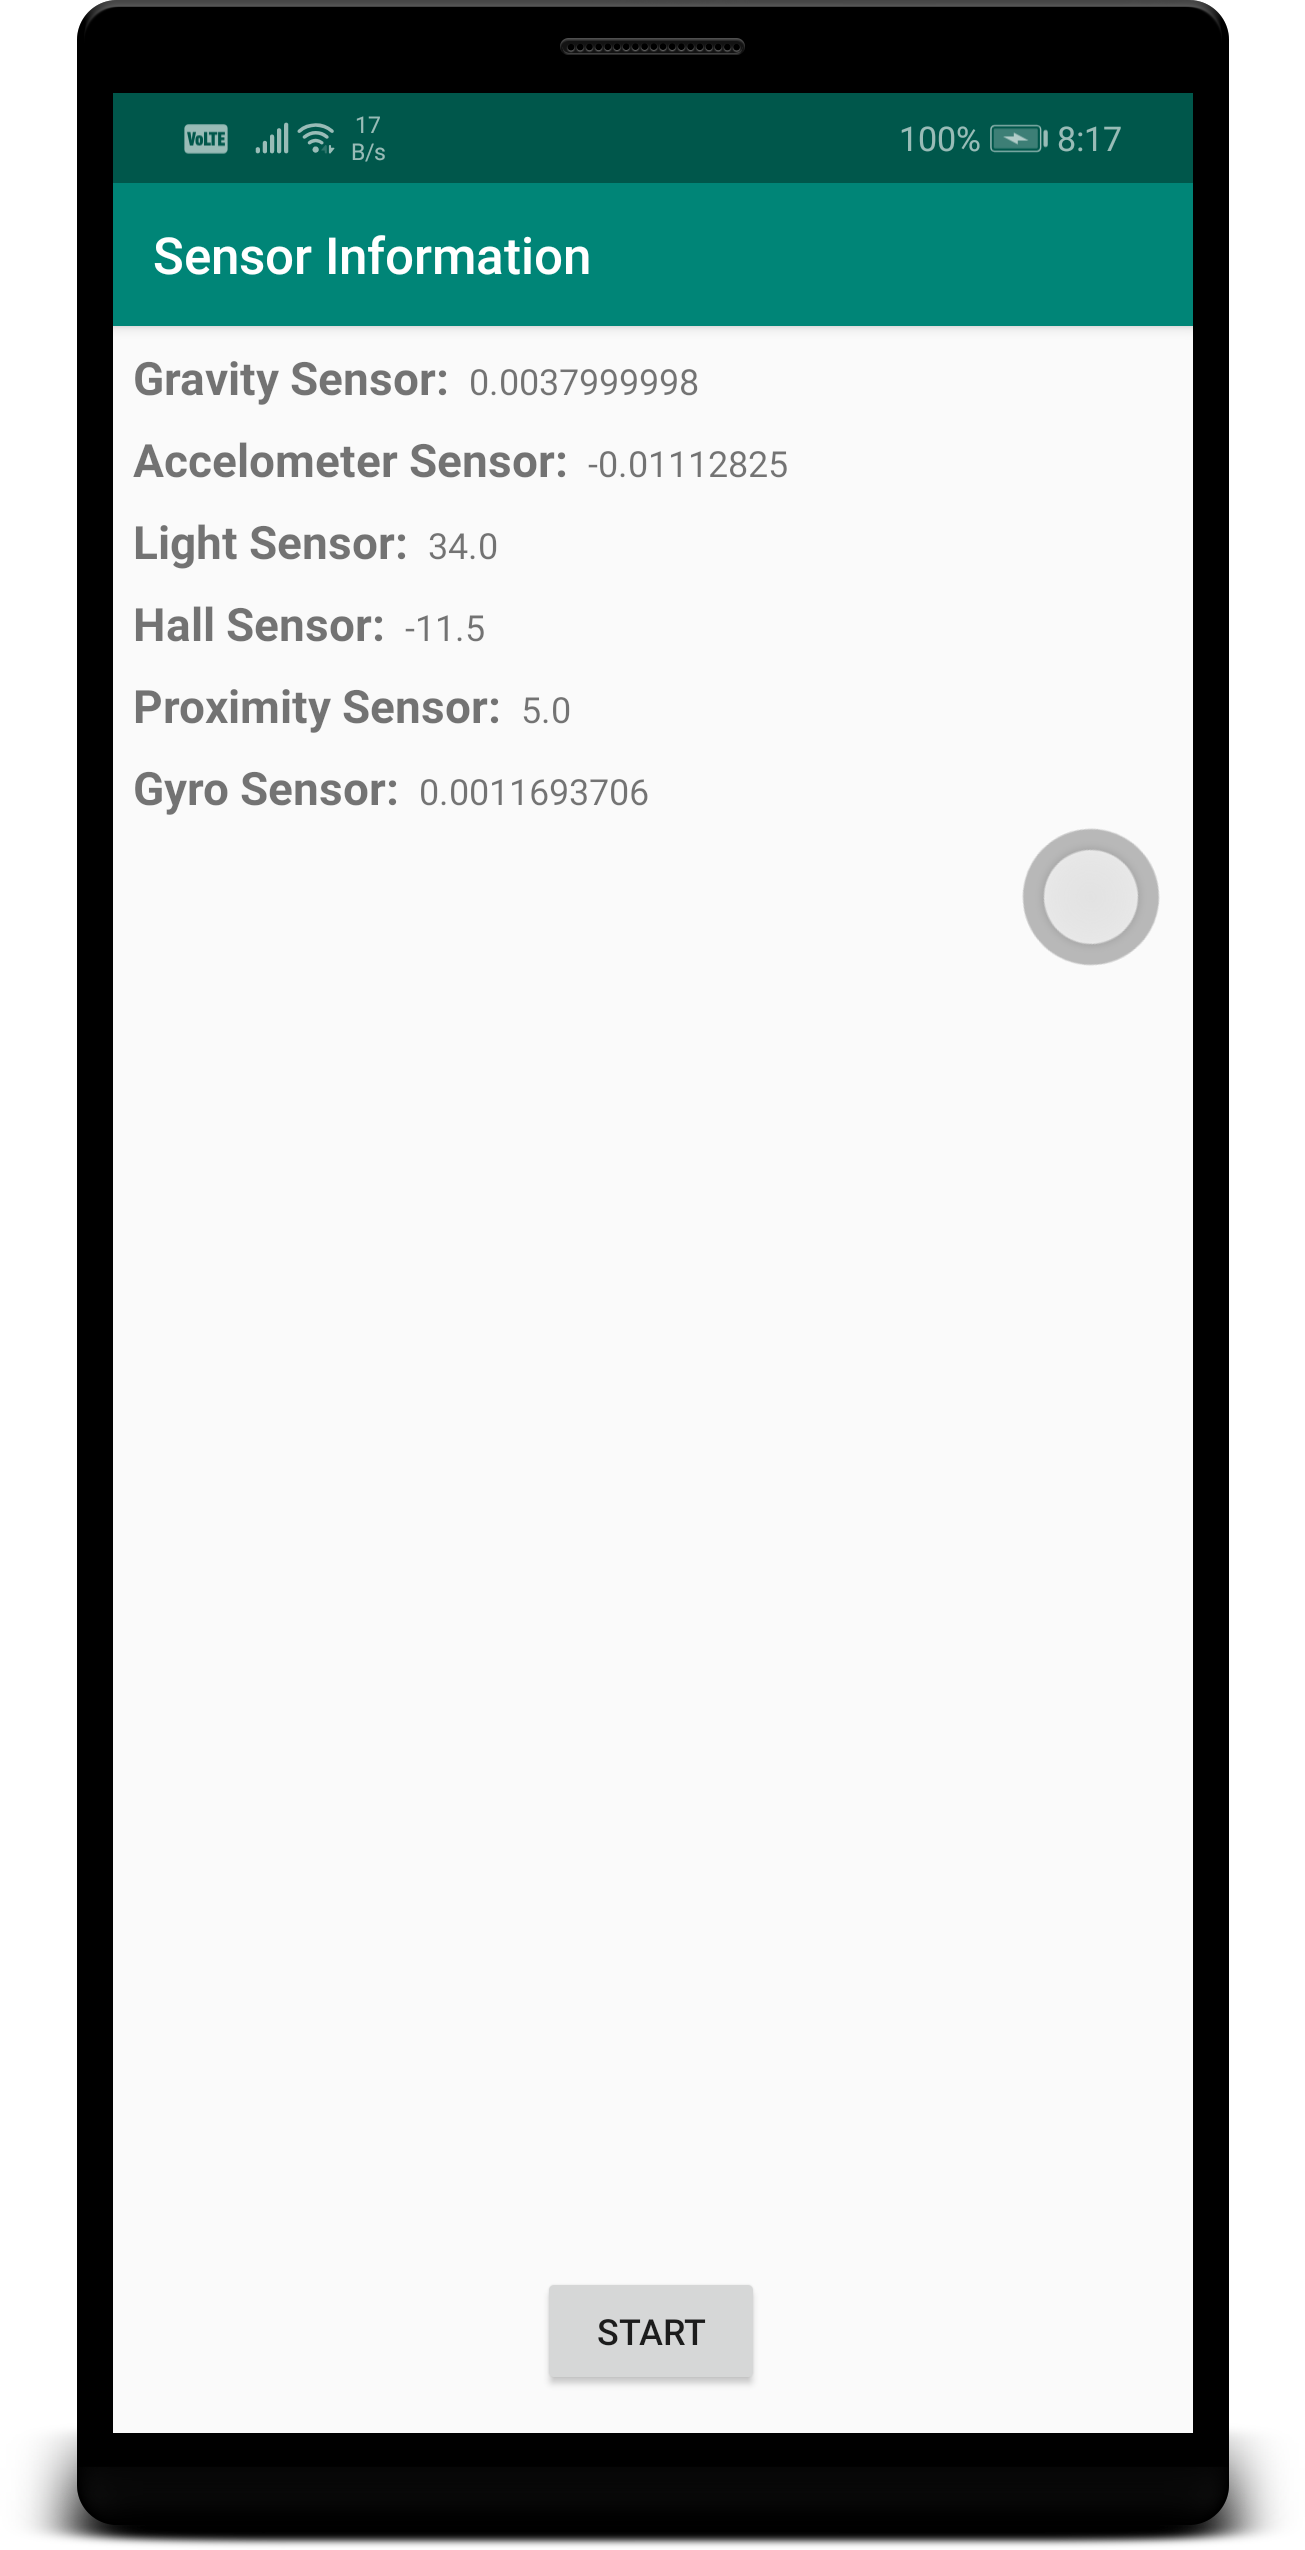 VoLTE 17 B/s 100% 8:17
Sensor Information
Gravity Sensor: 0.0037999998
Accelometer Sensor: -0.01112825
Light Sensor: 34.0
Hall Sensor: -11.5
Proximity Sensor: 5.0
Gyro Sensor: 0.0011693706
START